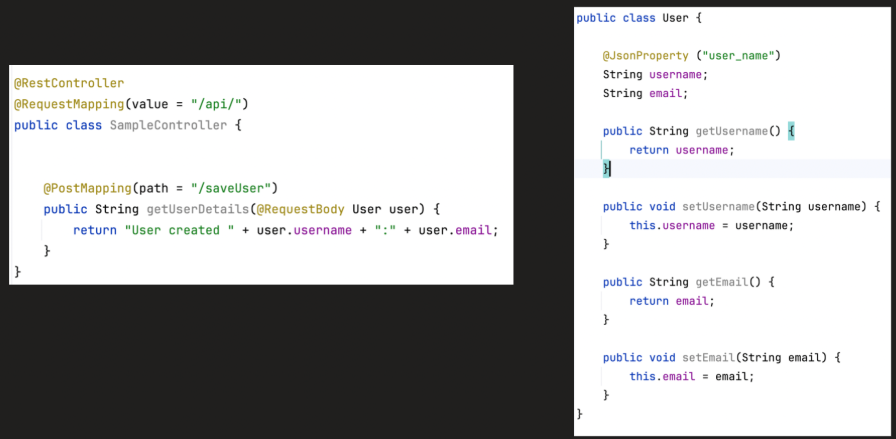 @RestController
@RequestMapping(value = "/api/")
public class SampleController {
@PostMapping(path = "/saveUser")
public String getUserDetails(@RequestBody User user) {
return "User created " + user.username + ":" + user.email;
}
}
public class User {
@JsonProperty ("user_name")
String username;
String email;
public String getUsername() {
return username;
}
public void setUsername(String username) {
this.username = username;
}
public String getEmail() {
return email;
}
public void setEmail(String email) {
this.email = email;
}
}